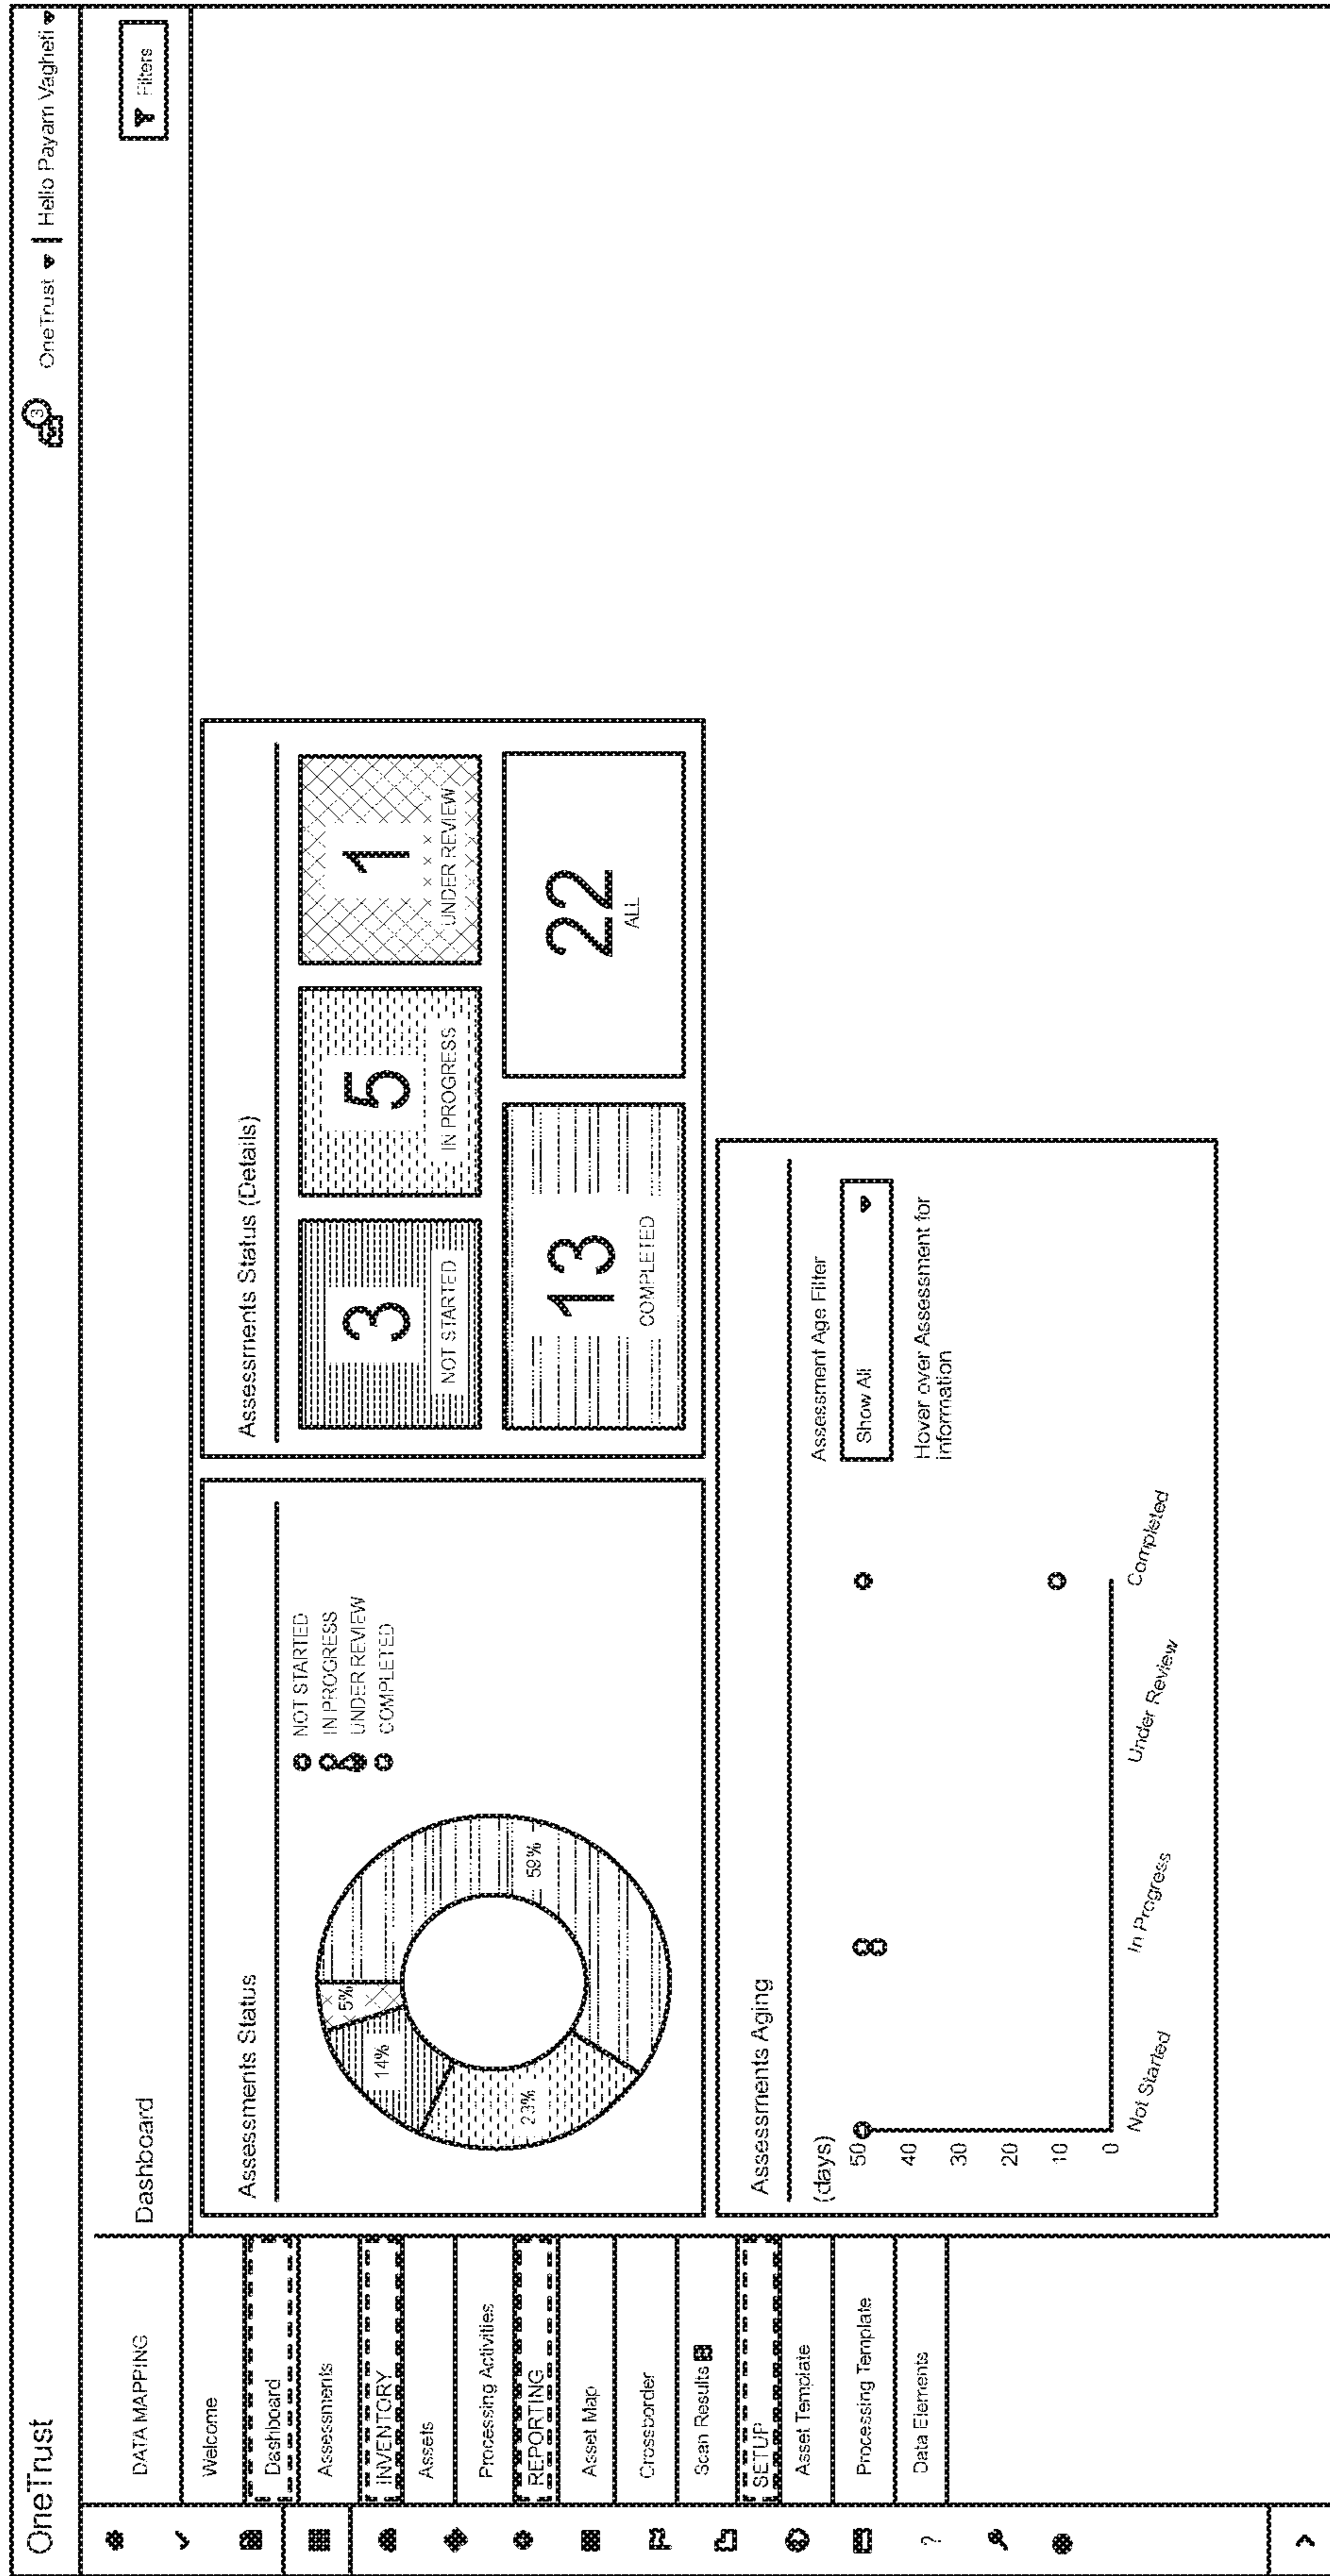 OneTrust
3
OneTrust
Hello Payam Vagheti
DATA MAPPING
Welcome
Dashboard
Assessments
INVENTORY
Assets
Processing Activities
REPORTING
Asset Map
Crossborder
Scan Results
SETUP
Asset Template
Processing Template
Data Elements
?
Dashboard
Filters
Assessments Status
5%
14%
23%
59%
NOT STARTED
IN PROGRESS
UNDER REVIEW
COMPLETED
Assessments Status (Details)
3
NOT STARTED
5
IN PROGRESS
1
UNDER REVIEW
13
COMPLETED
22
ALL
Assessments Aging
(days)
50
40
30
20
10
0
Not Started
In Progress
Under Review
Completed
Assessment Age Filter
Show All
Hover over Assessment for
information